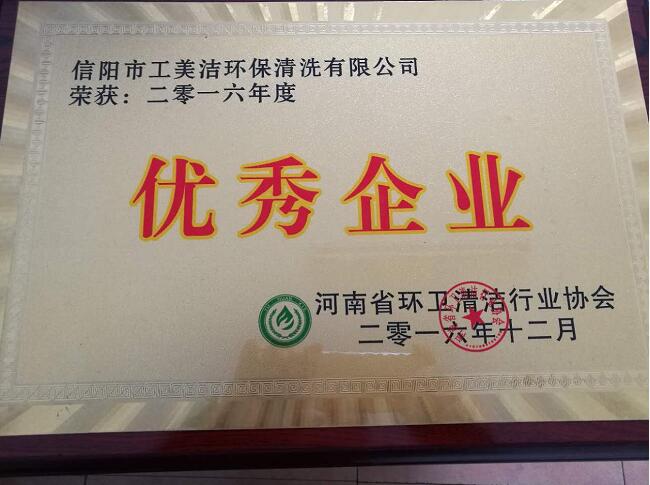 信阳市工美洁环保清洗有限公司
荣获：二零一六年度
优秀企业
河南省环卫清洁行业协会
二零一六年十二月